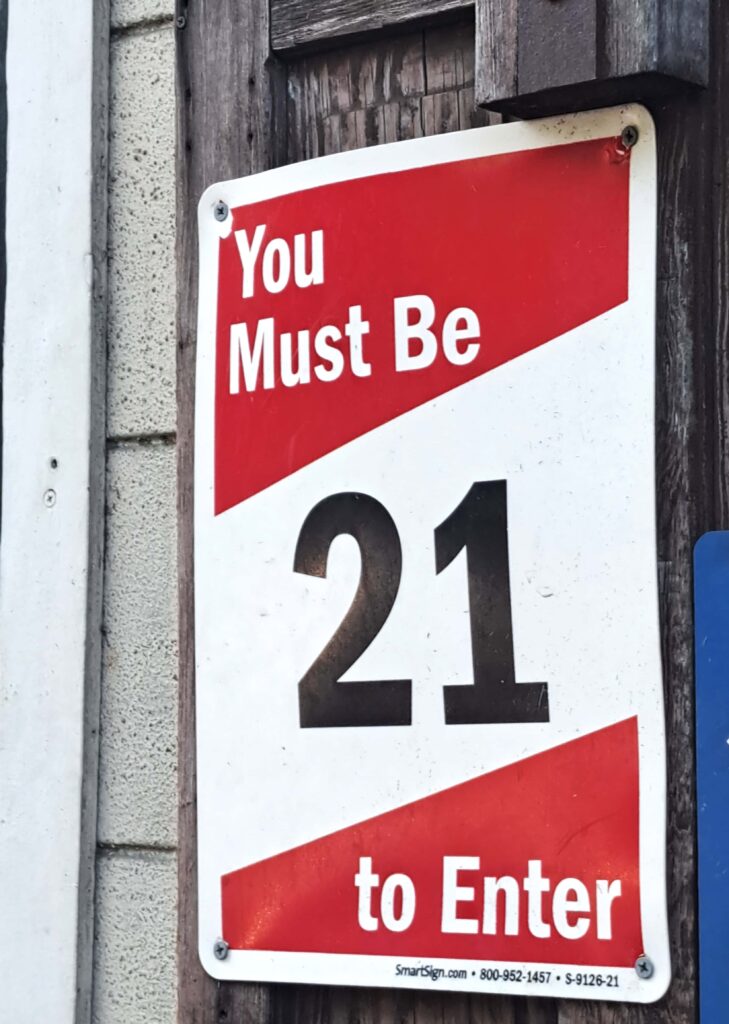 You
Must Be
21
to Enter
SmartSign.com • 800-952-1457 • S-9126-21